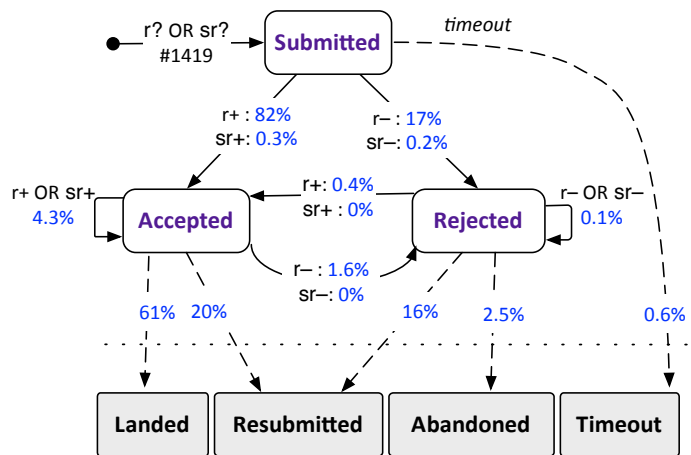 r? OR sr?
#1419
Submitted
timeout
r+ : 82%
sr+: 0.3%
r– : 17%
sr–: 0.2%
r+ OR sr+
4.3%
Accepted
r+: 0.4%
sr+ : 0%
Rejected
r– OR sr–
0.1%
r– : 1.6%
sr–: 0%
61%
20%
16%
2.5%
0.6%
Landed
Resubmitted
Abandoned
Timeout